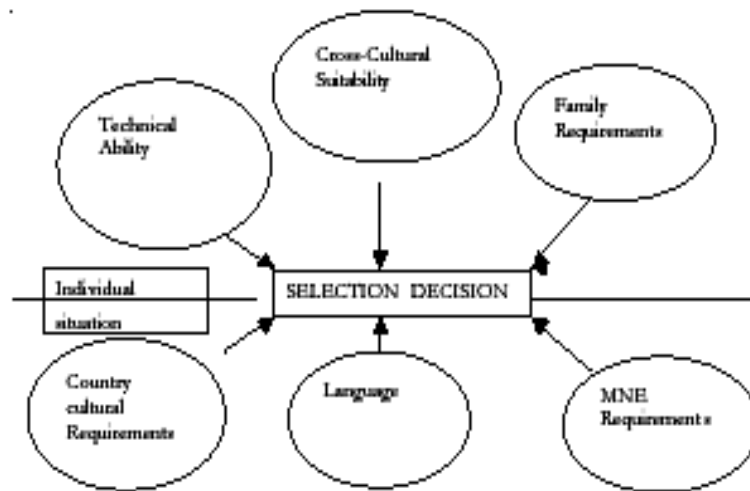 Cross-Cultural
Suitability
Technical
Ability
Family
Requirements
Individual
situation
SELECTION DECISION
Country
cultural
Requirements
Language
MNE
Requirements